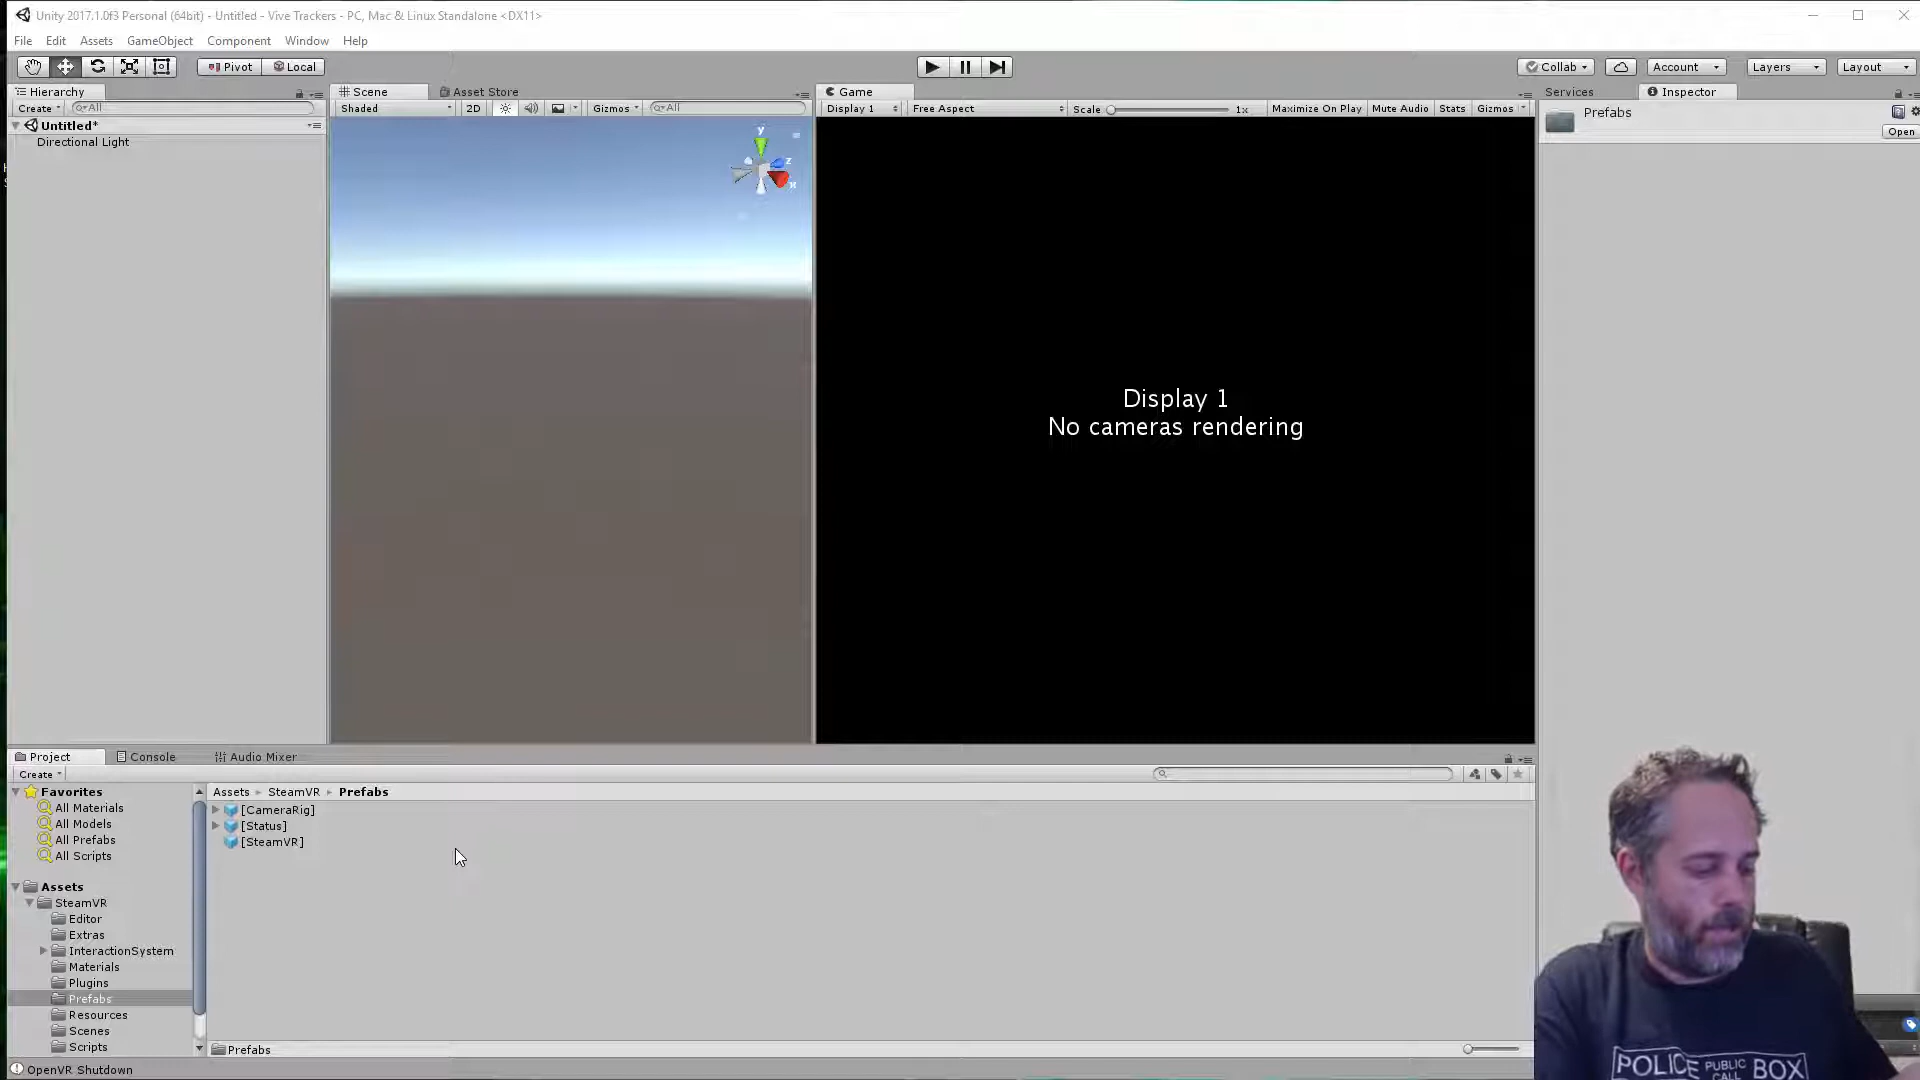 Unity 2017.1.0f3 Personal (64bit) - Untitled - Vive Trackers - PC, Mac & Linux Standalone <DX11>
File Edit Assets GameObject Component Window Help
Pivot Local Collab Account Layers Layout
Hierarchy Scene Asset Store Game Services Inspector
Create All Shaded 2D Gizmos All Display 1 Free Aspect Scale 1x Maximize On Play Mute Audio Stats Gizmos Prefabs
Untitled* Open
Directional Light
y
z
x
Display 1
No cameras rendering
Project Console Audio Mixer
Create
Favorites Assets SteamVR Prefabs
All Materials [CameraRig]
All Models [Status]
All Prefabs [SteamVR]
All Scripts
Assets
SteamVR
Editor
Extras
InteractionSystem
Materials
Plugins
Prefabs
Resources
Scenes
Scripts Prefabs
OpenVR Shutdown
POLICE PUBLIC CALL BOX